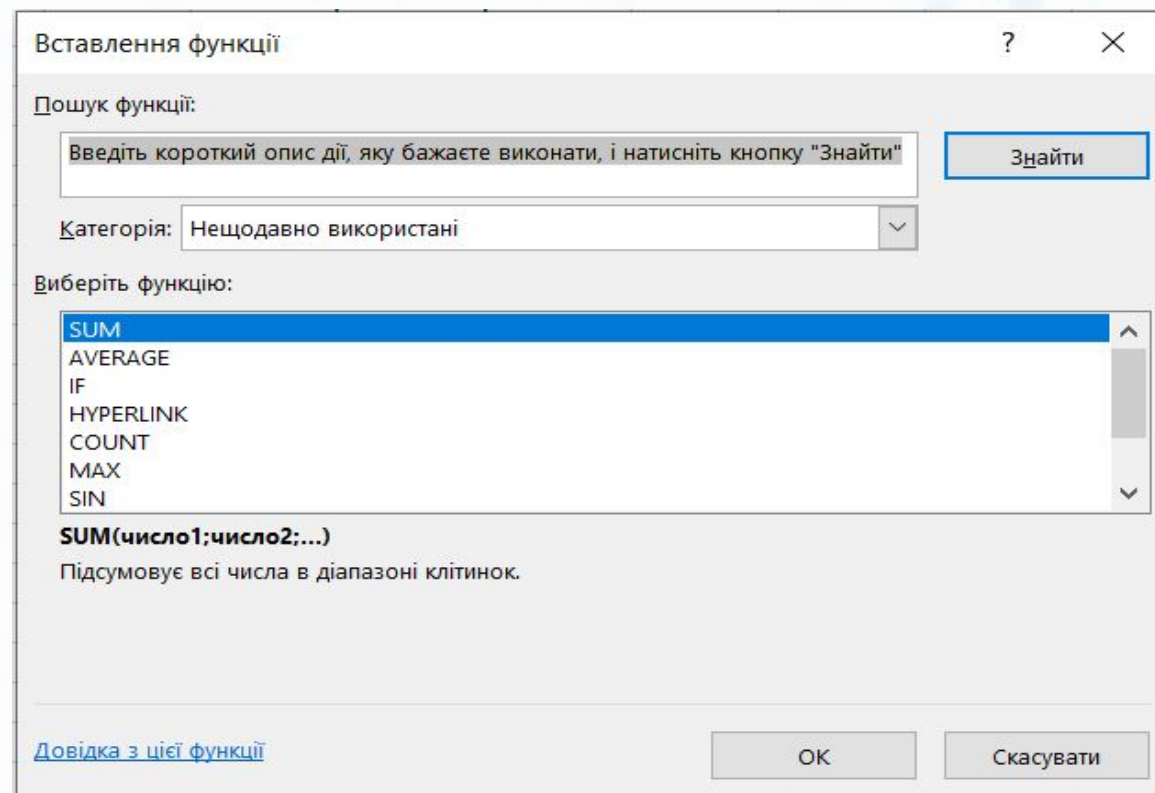 Вставлення функції
?
Пошук функції:
Введіть короткий опис дії, яку бажаєте виконати, і натисніть кнопку "Знайти"
Знайти
Категорія: Нещодавно використані
Виберіть функцію:
SUM
AVERAGE
IF
HYPERLINK
COUNT
MAX
SIN
SUM(число1;число2;...)
Підсумовує всі числа в діапазоні клітинок.
Довідка з цієї функції
ОК
Скасувати